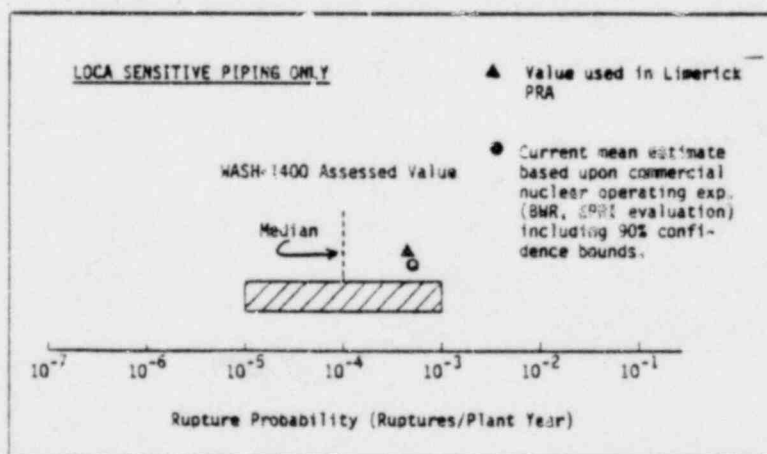 LOCA SENSITIVE PIPING ONLY
▲ Value used in Limerick
PRA
● Current mean estimate
based upon commercial
nuclear operating exp.
(BWR, EPRI evaluation)
including 90% confi-
dence bounds.
WASH-1400 Assessed Value
Median
10^-7 10^-6 10^-5 10^-4 10^-3 10^-2 10^-1
Rupture Probability (Ruptures/Plant Year)